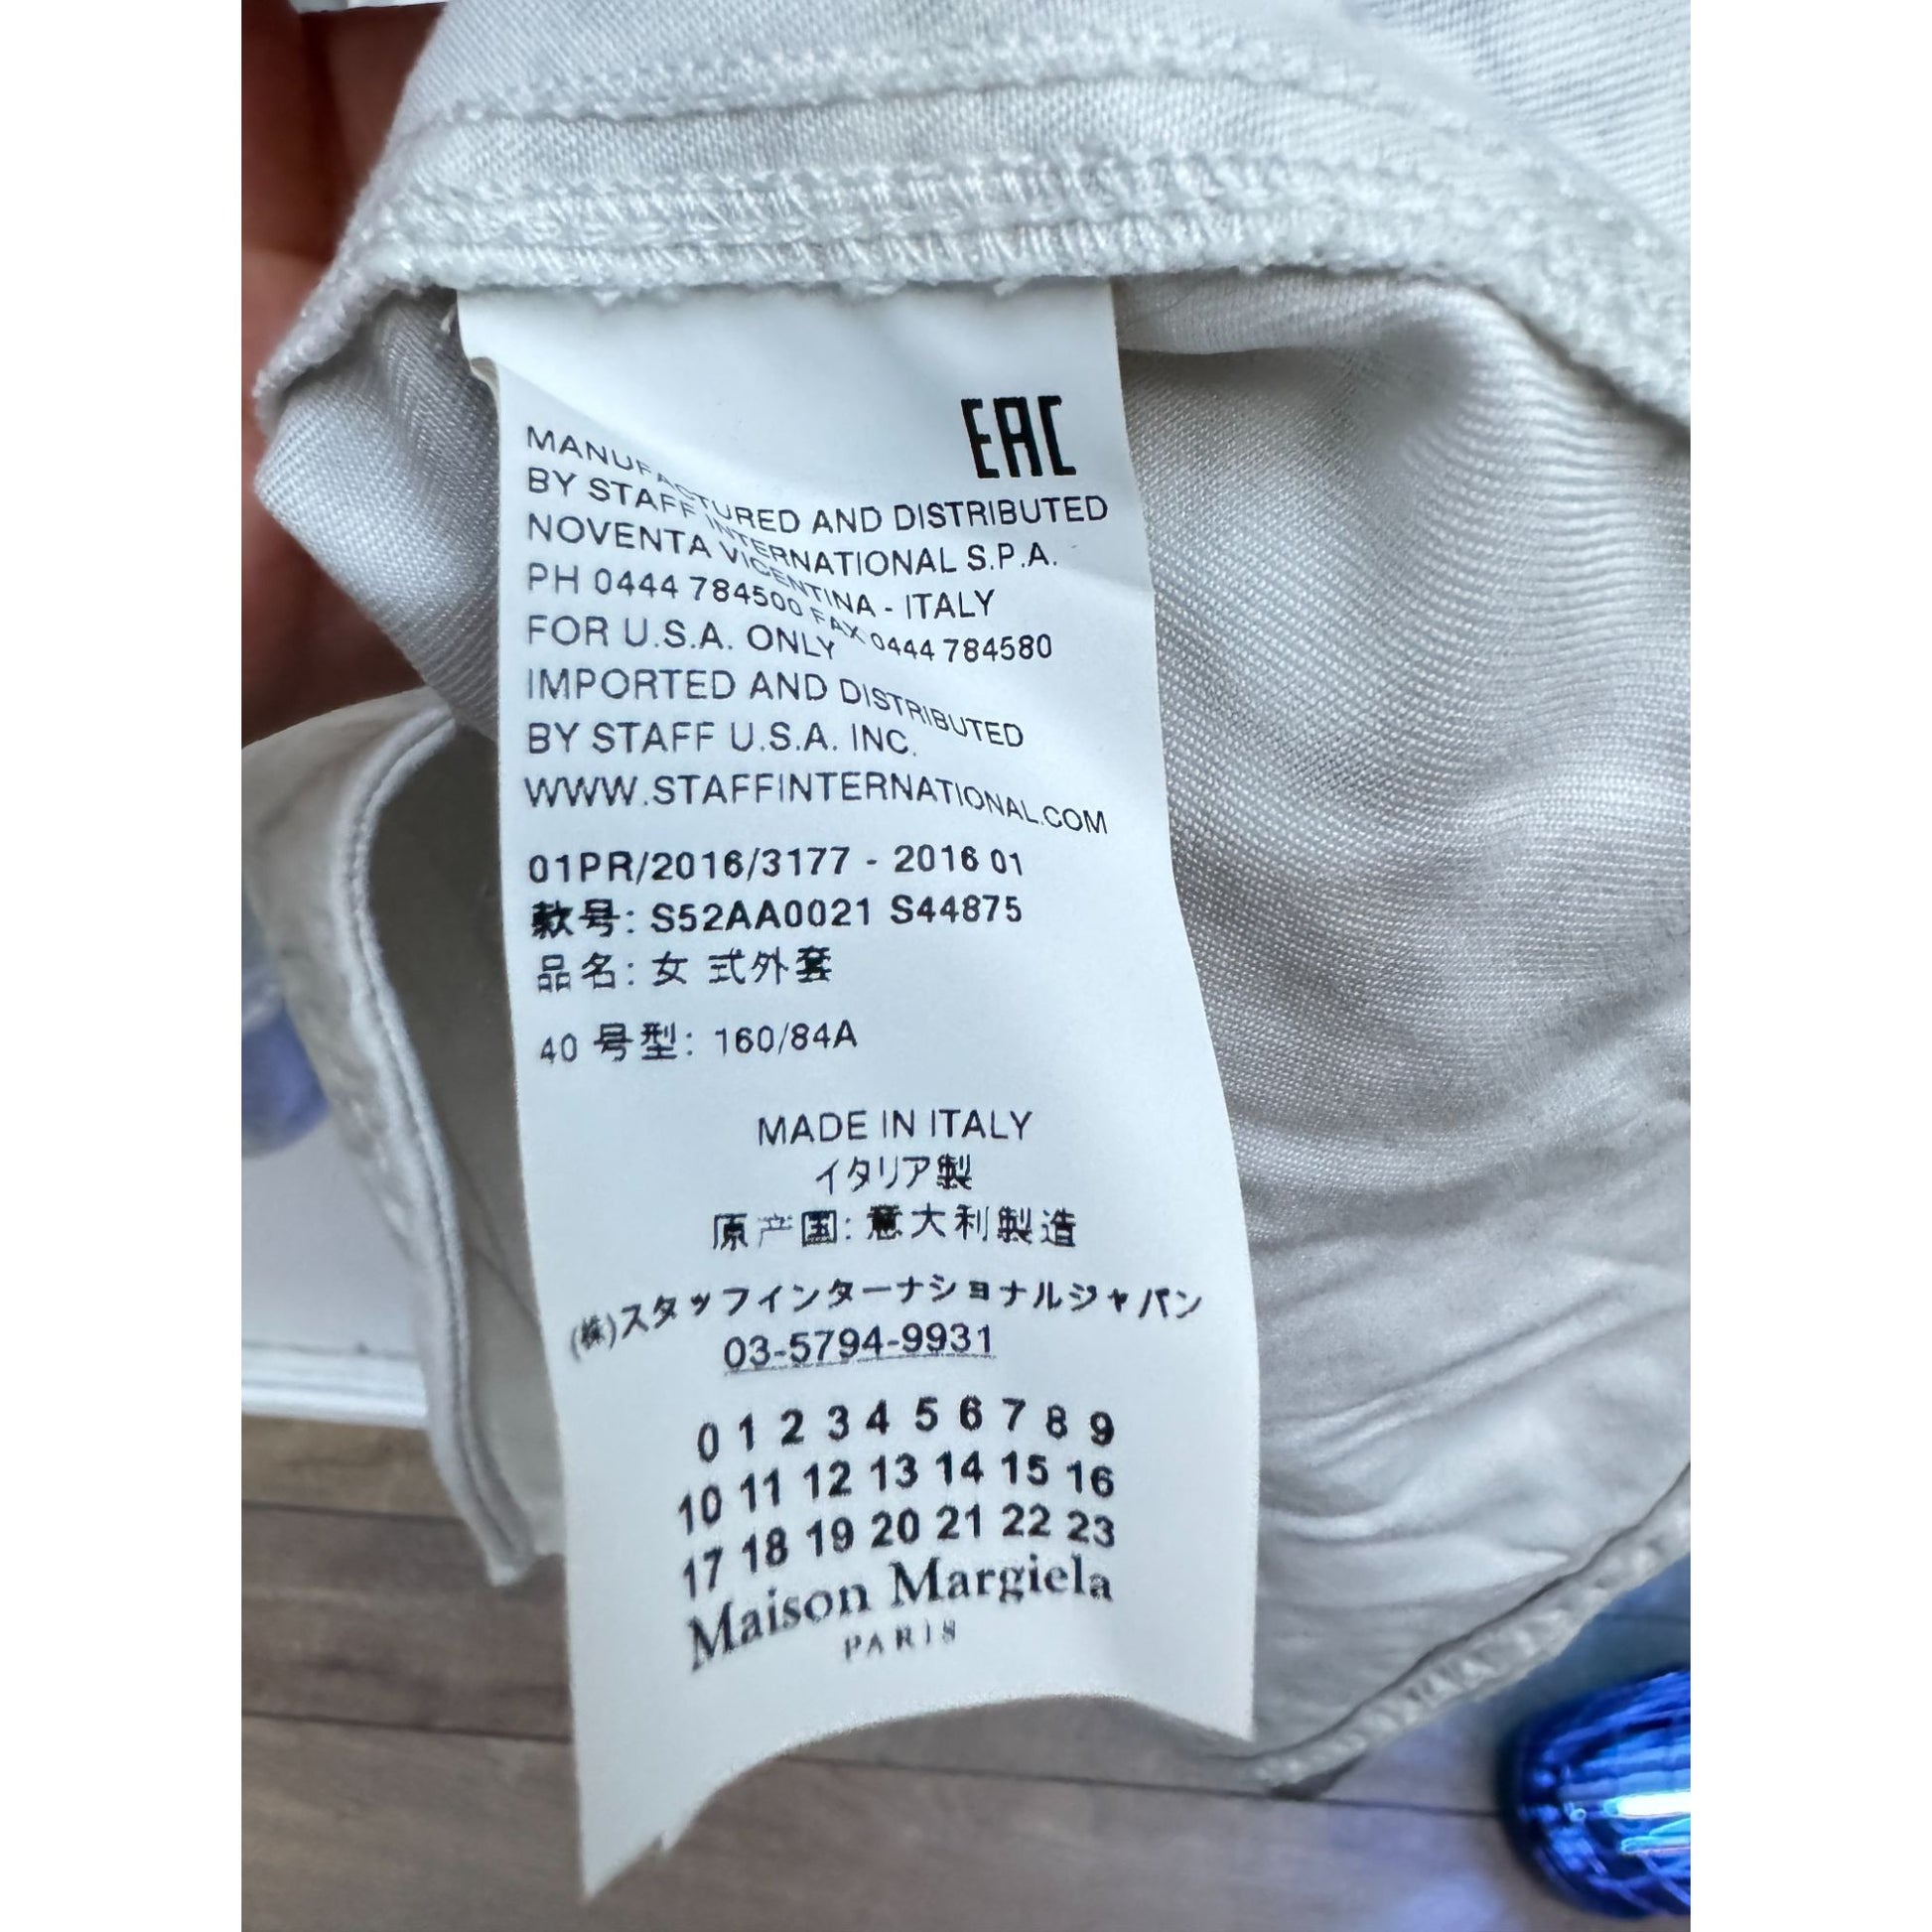 EAC
MANUFACTURED AND DISTRIBUTED
BY STAFF INTERNATIONAL S.P.A.
NOVENTA VICENTINA - ITALY
PH 0444 784500 FAX 0444 784580
FOR U.S.A. ONLY
IMPORTED AND DISTRIBUTED
BY STAFF U.S.A. INC.
WWW.STAFFINTERNATIONAL.COM
01PR/2016/3177 - 2016 01
款号: S52AA0021 S44875
品名: 女 式外套
40 号型: 160/84A
MADE IN ITALY
イタリア製
原产国: 意大利製造
(株)スタッフインターナショナルジャパン
03-5794-9931
0 1 2 3 4 5 6 7 8 9
10 11 12 13 14 15 16
17 18 19 20 21 22 23
Maison Margiela
PARIS